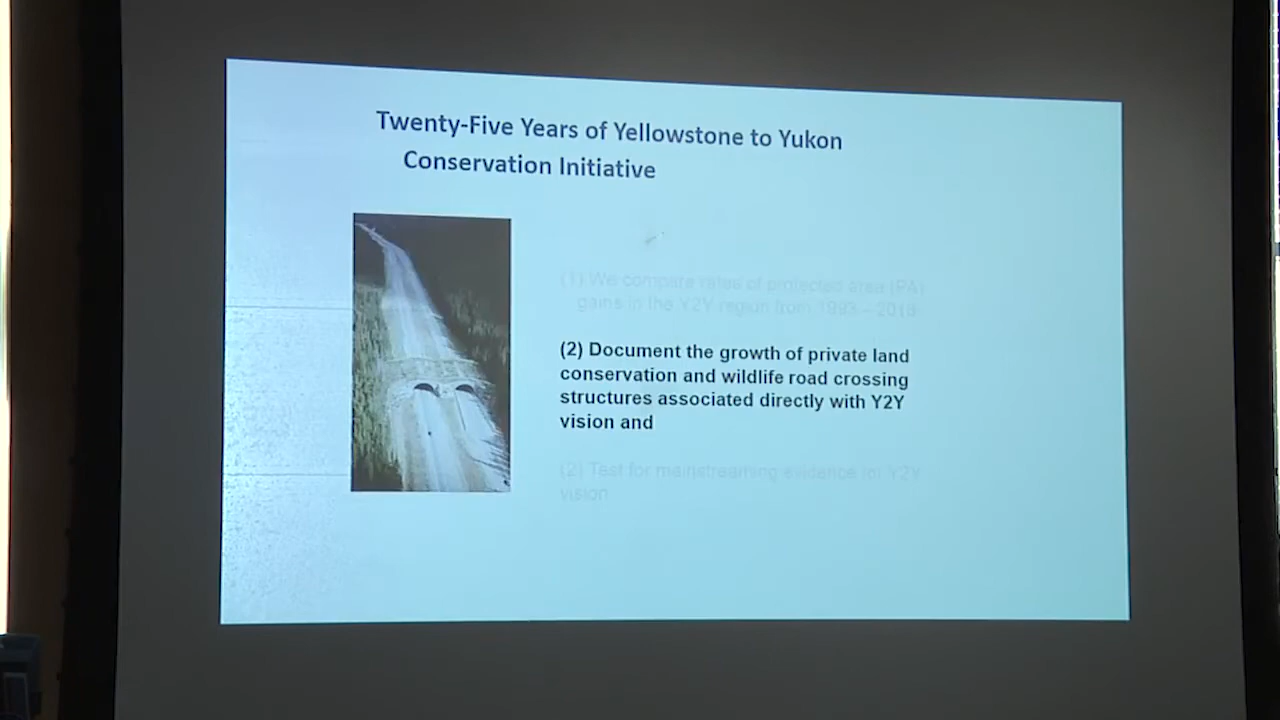 Twenty-Five Years of Yellowstone to Yukon
Conservation Initiative
(1) We compare rates of protected area (PA)
gains in the Y2Y region from 1993 – 2018
(2) Document the growth of private land
conservation and wildlife road crossing
structures associated directly with Y2Y
vision and
(2) Test for mainstreaming evidence for Y2Y
vision